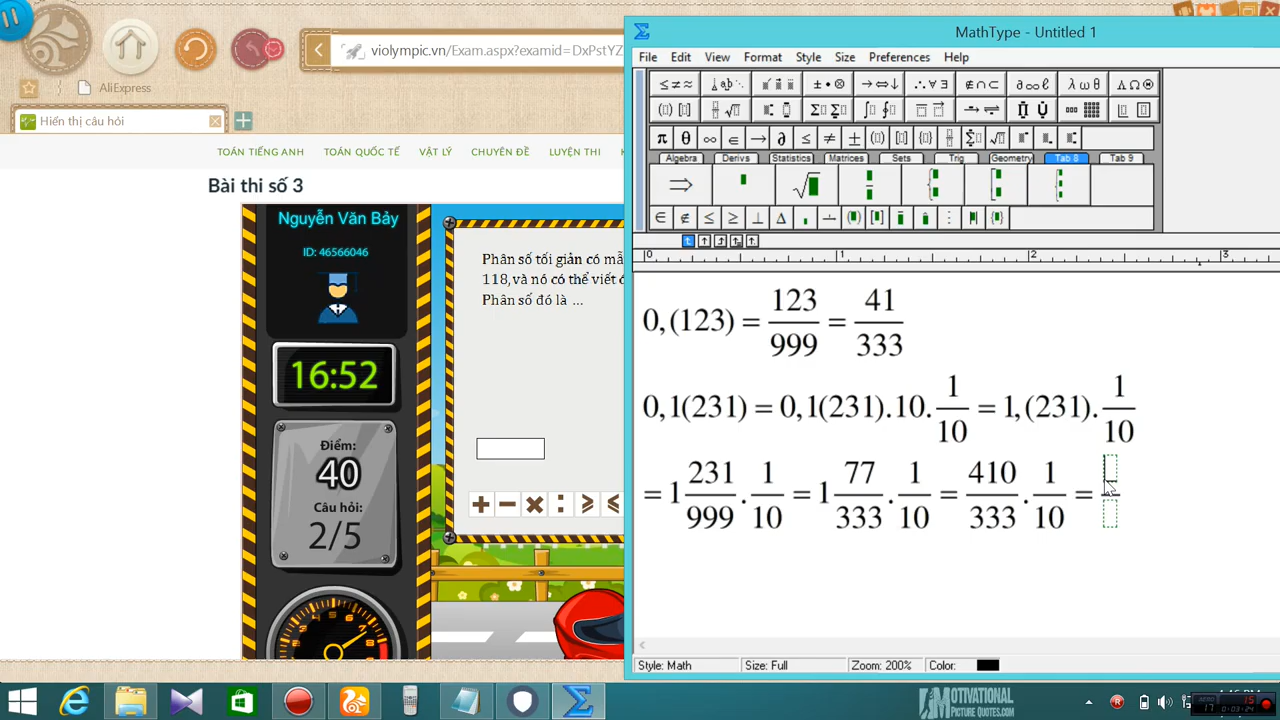 MathType - Untitled 1
violympic.vn/Exam.aspx?examid=DxPstYZ
File Edit View Format Style Size Preferences Help
AliExpress
Hiển thị câu hỏi
TOÁN TIẾNG ANH TOÁN QUỐC TẾ VẬT LÝ CHUYÊN ĐỀ LUYỆN THI
Algebra Derivs Statistics Matrices Sets Trig Geometry Tab 8 Tab 9
Bài thi số 3
Nguyễn Văn Bảy
ID: 46566046
16:52
Điểm:
40
Câu hỏi:
2/5
Phân số tối giản có mẫ
118, và nó có thể viết
Phân số đó là ...
+ − × : > <
0 1 2 3
0,(123) = 123/999 = 41/333
0,1(231) = 0,1(231).10.1/10 = 1,(231).1/10
= 1 231/999 . 1/10 = 1 77/333 . 1/10 = 410/333 . 1/10 =
Style: Math Size: Full Zoom: 200% Color:
MOTIVATIONAL
PICTURE QUOTES.COM